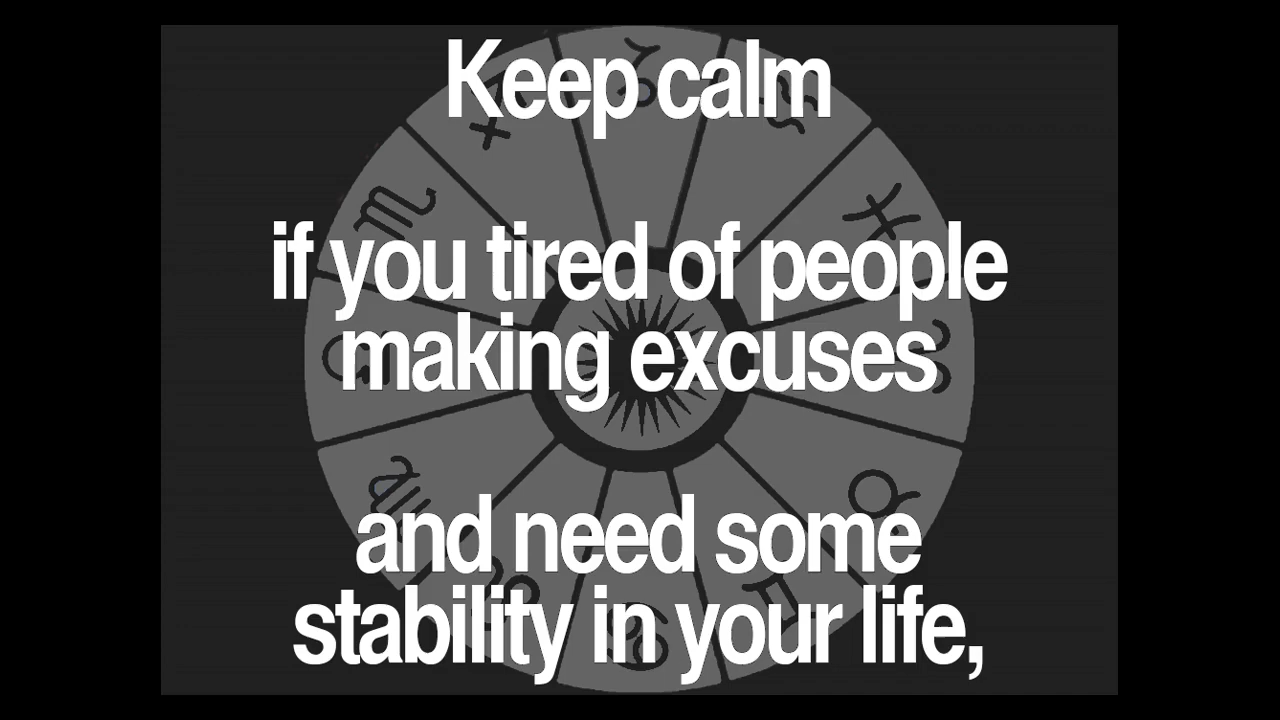 Keep calm
if you tired of people
making excuses
and need some
stability in your life,